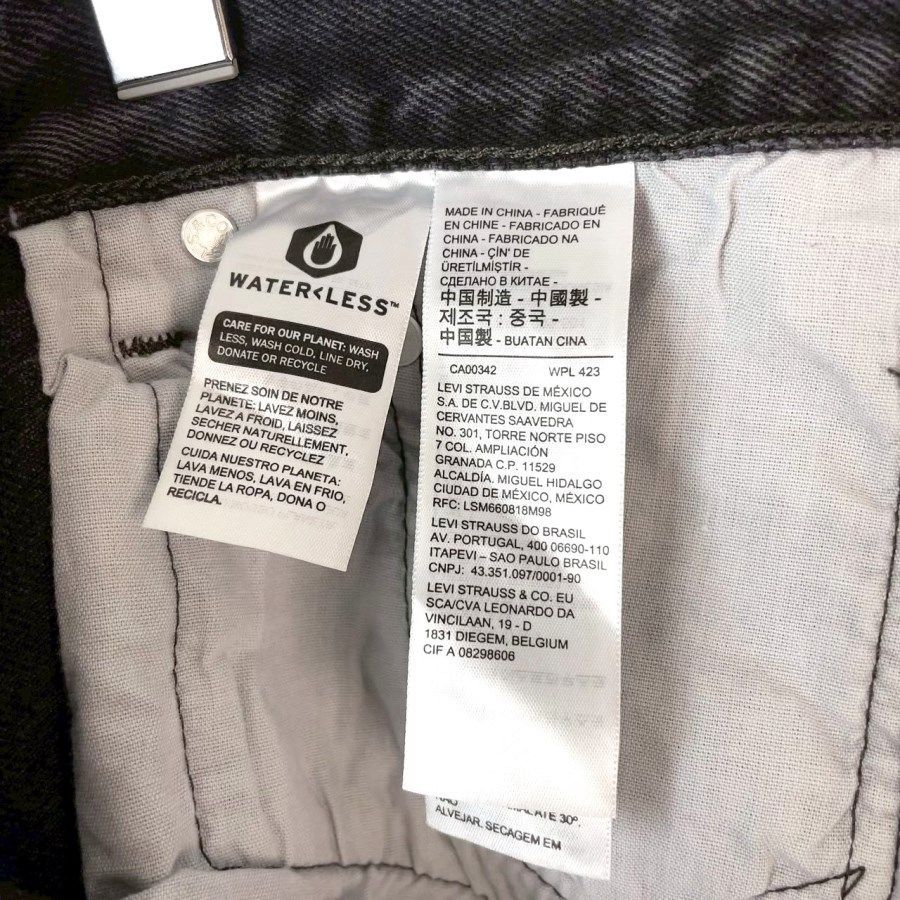 WATER<LESS™
CARE FOR OUR PLANET: WASH
LESS, WASH COLD, LINE DRY,
DONATE OR RECYCLE
PRENEZ SOIN DE NOTRE
PLANETE; LAVEZ MOINS,
LAVEZ A FROID, LAISSEZ
SECHER NATURELLEMENT,
DONNEZ OU RECYCLEZ
CUIDA NUESTRO PLANETA:
LAVA MENOS, LAVA EN FRIO,
TIENDE LA ROPA, DONA O
RECICLA.
MADE IN CHINA - FABRIQUÉ
EN CHINE - FABRICADO EN
CHINA - FABRICADO NA
CHINA - ÇİN' DE
ÜRETİLMİŞTİR -
СДЕЛАНО В КИТАЕ -
中国制造 - 中國製 -
제조국 : 중국 -
中国製 - BUATAN CINA
CA00342 WPL 423
LEVI STRAUSS DE MÉXICO
S.A. DE C.V.BLVD. MIGUEL DE
CERVANTES SAAVEDRA
NO. 301, TORRE NORTE PISO
7 COL. AMPLIACIÓN
GRANADA C.P. 11529
ALCALDÍA. MIGUEL HIDALGO
CIUDAD DE MÉXICO, MÉXICO
RFC: LSM660818M98
LEVI STRAUSS DO BRASIL
AV. PORTUGAL, 400 06690-110
ITAPEVI – SAO PAULO BRASIL
CNPJ: 43.351.097/0001-90
LEVI STRAUSS & CO. EU
SCA/CVA LEONARDO DA
VINCILAAN, 19 - D
1831 DIEGEM, BELGIUM
CIF A 08298606
30º.
ALVEJAR. SECAGEM EM